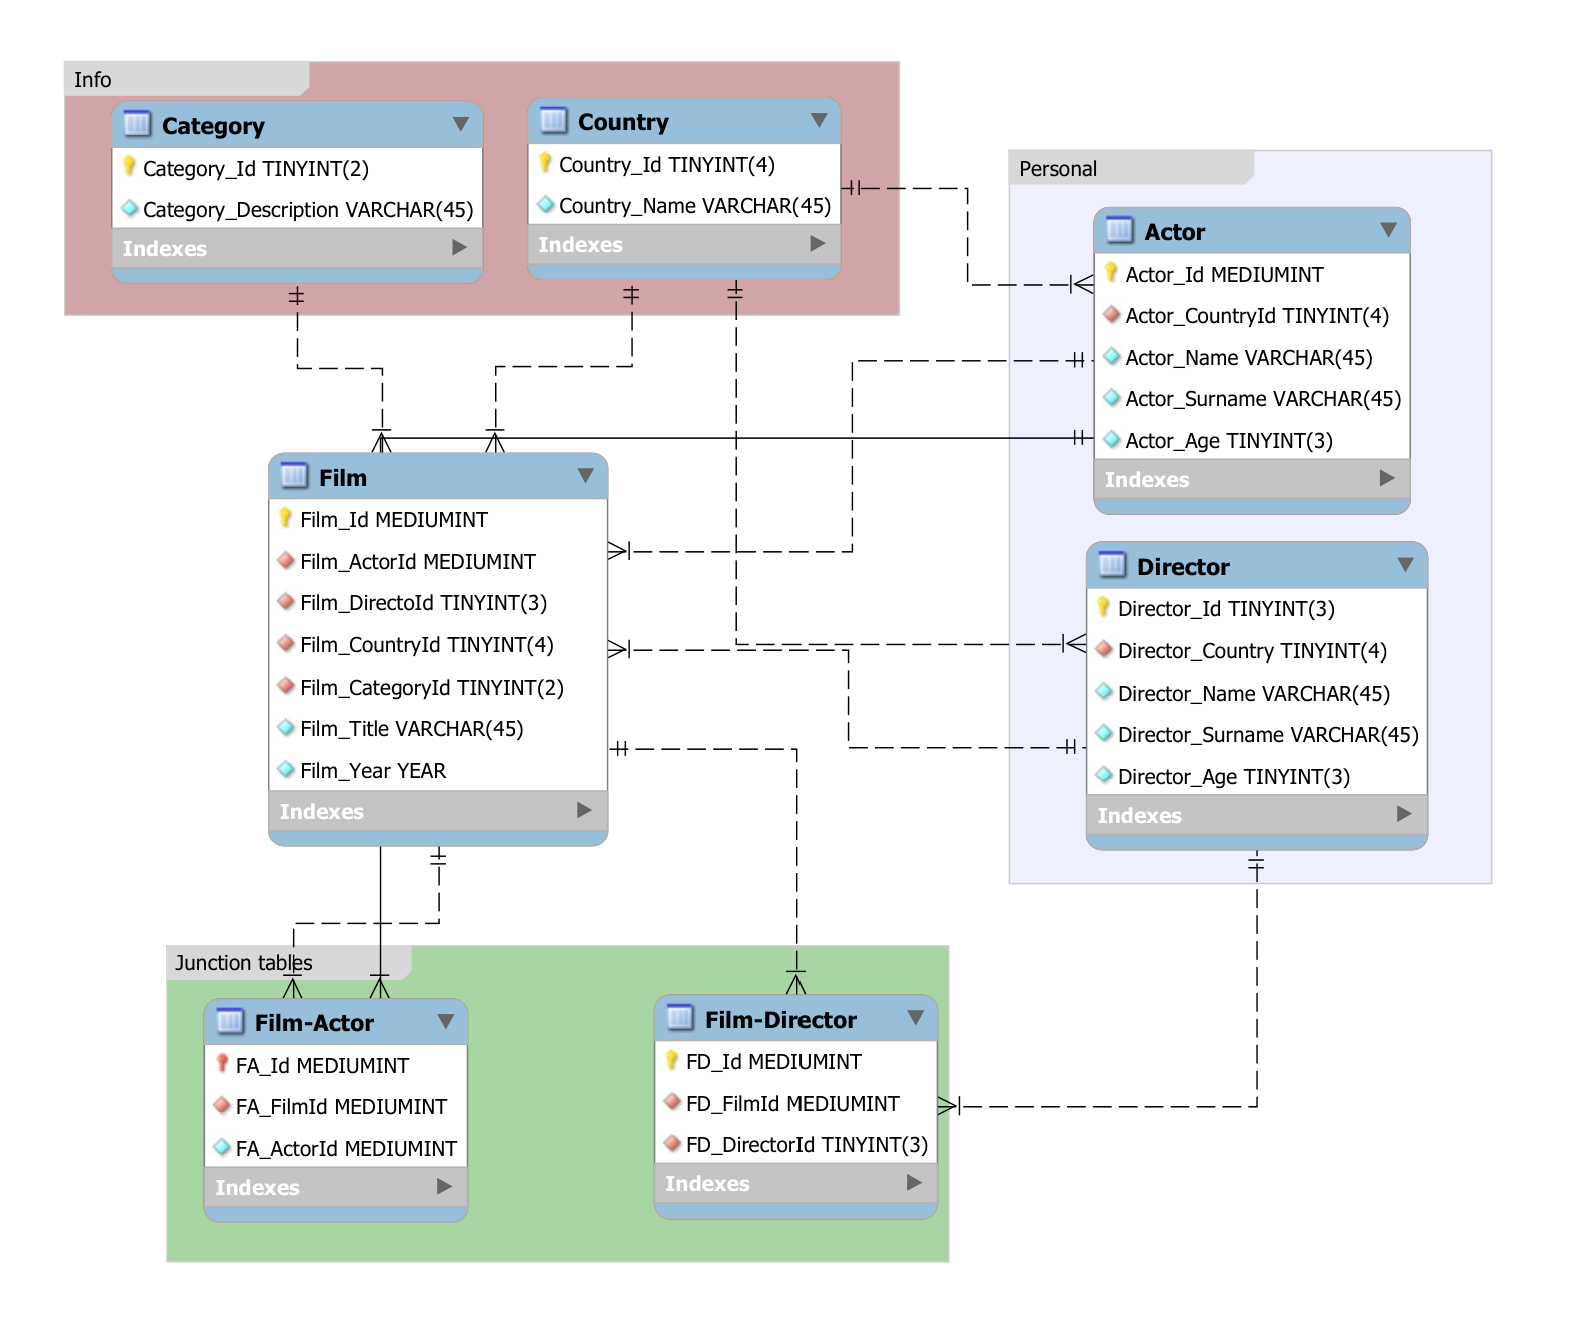 Info
Category
Category_Id TINYINT(2)
Category_Description VARCHAR(45)
Indexes
Country
Country_Id TINYINT(4)
Country_Name VARCHAR(45)
Indexes
Personal
Actor
Actor_Id MEDIUMINT
Actor_CountryId TINYINT(4)
Actor_Name VARCHAR(45)
Actor_Surname VARCHAR(45)
Actor_Age TINYINT(3)
Indexes
Film
Film_Id MEDIUMINT
Film_ActorId MEDIUMINT
Film_DirectoId TINYINT(3)
Film_CountryId TINYINT(4)
Film_CategoryId TINYINT(2)
Film_Title VARCHAR(45)
Film_Year YEAR
Indexes
Director
Director_Id TINYINT(3)
Director_Country TINYINT(4)
Director_Name VARCHAR(45)
Director_Surname VARCHAR(45)
Director_Age TINYINT(3)
Indexes
Junction tables
Film-Actor
FA_Id MEDIUMINT
FA_FilmId MEDIUMINT
FA_ActorId MEDIUMINT
Indexes
Film-Director
FD_Id MEDIUMINT
FD_FilmId MEDIUMINT
FD_DirectorId TINYINT(3)
Indexes